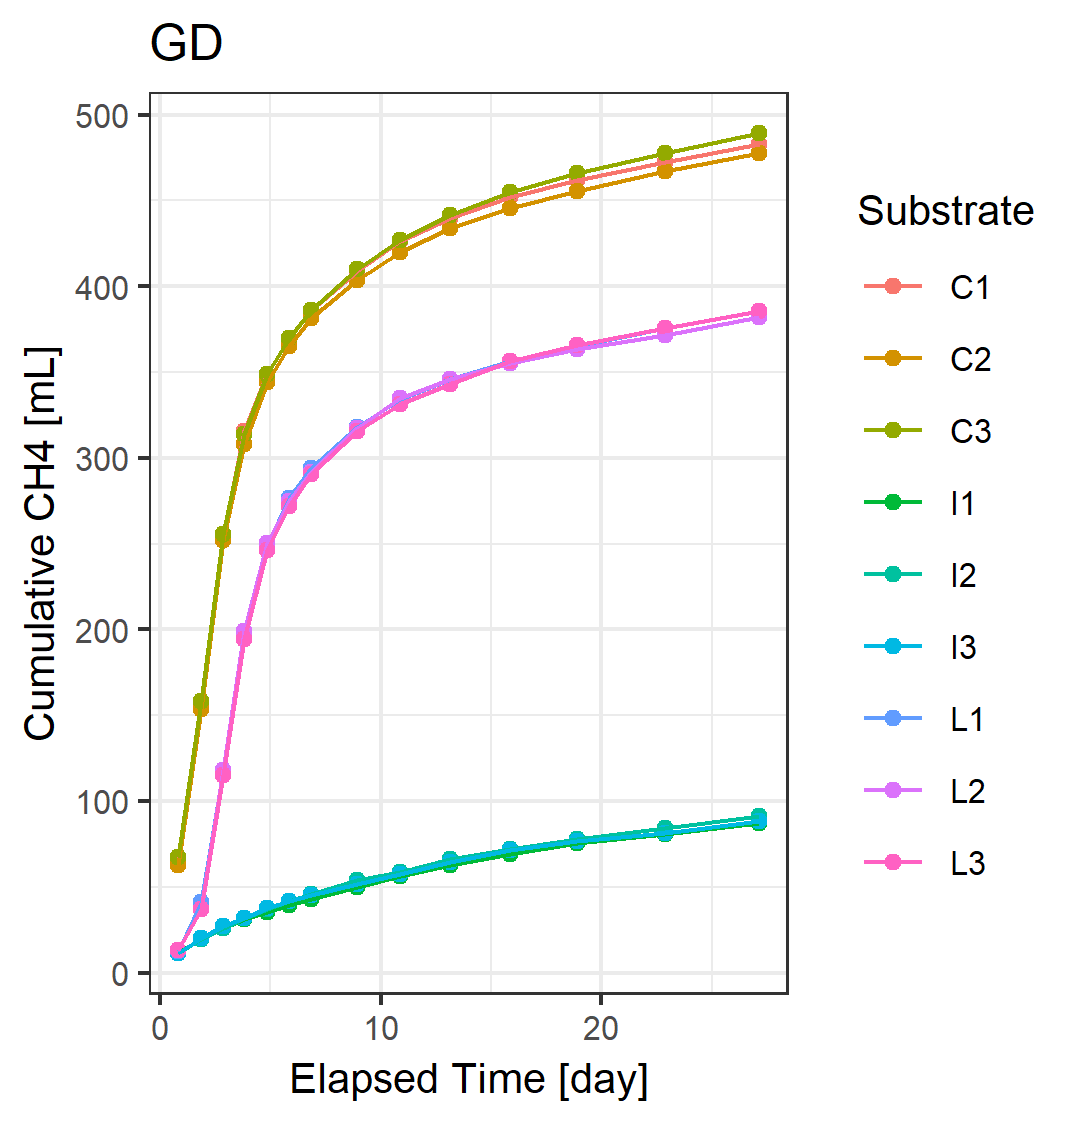 GD
500
400
300
200
100
0
Cumulative CH4 [mL]
0 10 20
Elapsed Time [day]
Substrate
C1
C2
C3
I1
I2
I3
L1
L2
L3